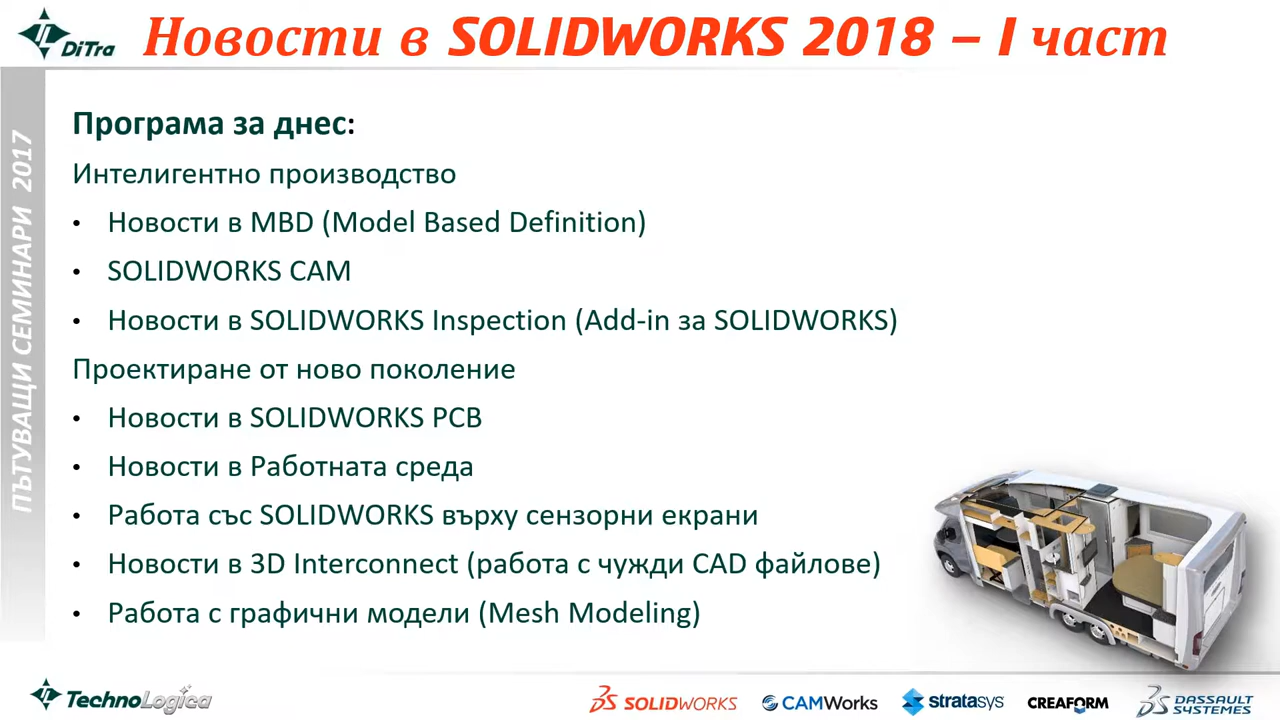 DiTra
Новости в SOLIDWORKS 2018 – I част
ПЪТУВАЩИ СЕМИНАРИ 2017
Програма за днес:
Интелигентно производство
• Новости в MBD (Model Based Definition)
• SOLIDWORKS CAM
• Новости в SOLIDWORKS Inspection (Add-in за SOLIDWORKS)
Проектиране от ново поколение
• Новости в SOLIDWORKS PCB
• Новости в Работната среда
• Работа със SOLIDWORKS върху сензорни екрани
• Новости в 3D Interconnect (работа с чужди CAD файлове)
• Работа с графични модели (Mesh Modeling)
TechnoLogica
SOLIDWORKS
CAMWorks
stratasys
CREAFORM
DASSAULT
SYSTEMES